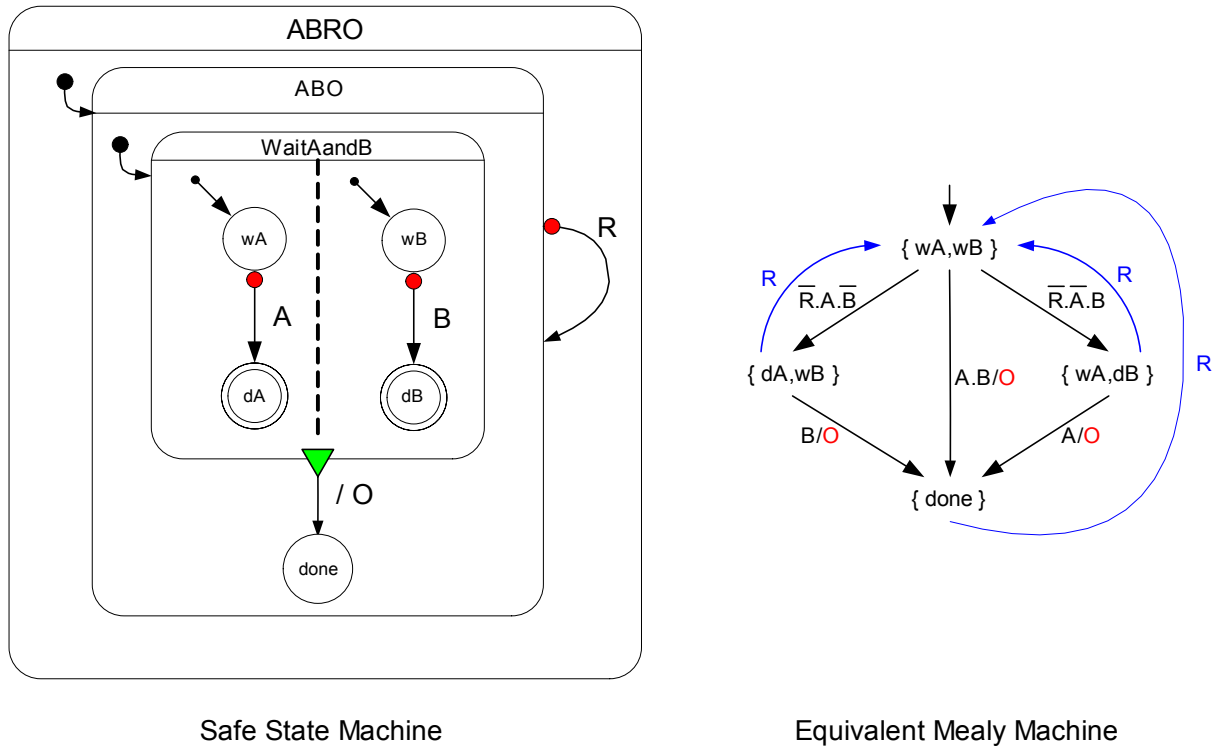 ABRO
ABO
WaitAandB
wA
wB
R
A
B
dA
dB
/ O
done
Safe State Machine
{ wA,wB }
R
R
R̅.A.B̅
R̅.A̅.B
{ dA,wB }
A.B/O
{ wA,dB }
R
B/O
A/O
{ done }
Equivalent Mealy Machine